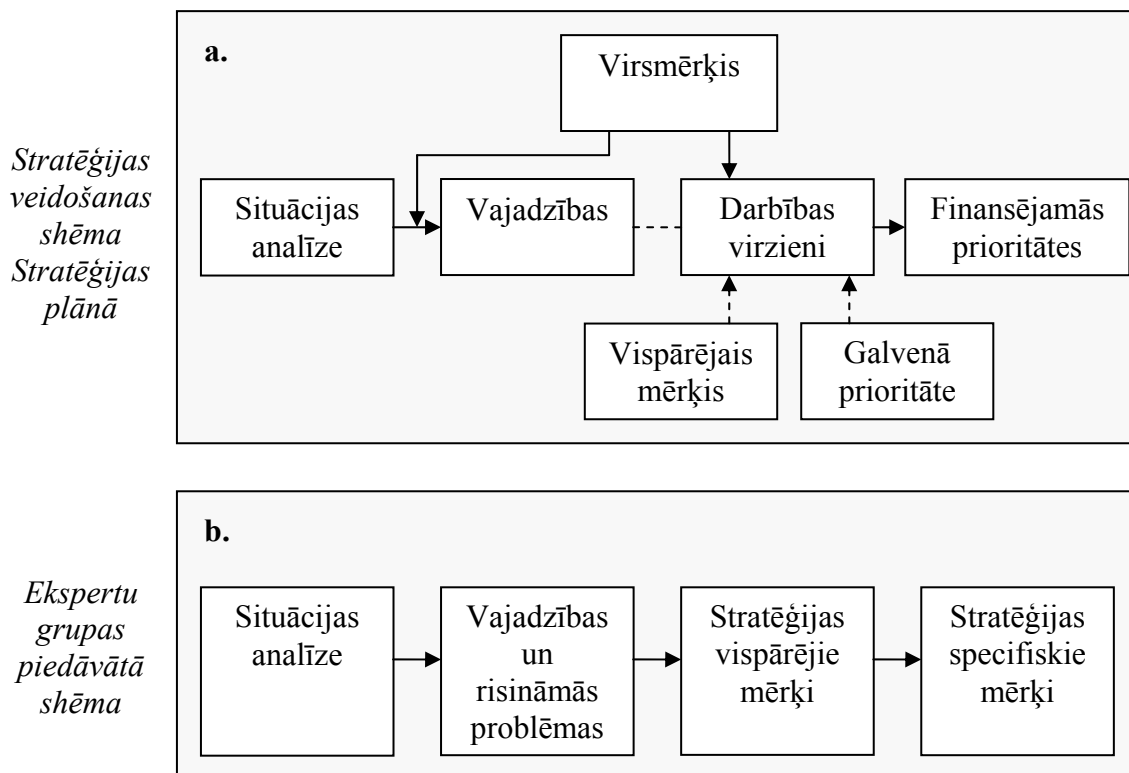 a.
Virsmērķis
Stratēģijas
veidošanas
shēma
Stratēģijas
plānā
Situācijas
analīze
Vajadzības
Darbības
virzieni
Finansējamās
prioritātes
Vispārējais
mērķis
Galvenā
prioritāte
b.
Ekspertu
grupas
piedāvātā
shēma
Situācijas
analīze
Vajadzības
un
risināmās
problēmas
Stratēģijas
vispārējie
mērķi
Stratēģijas
specifiskie
mērķi